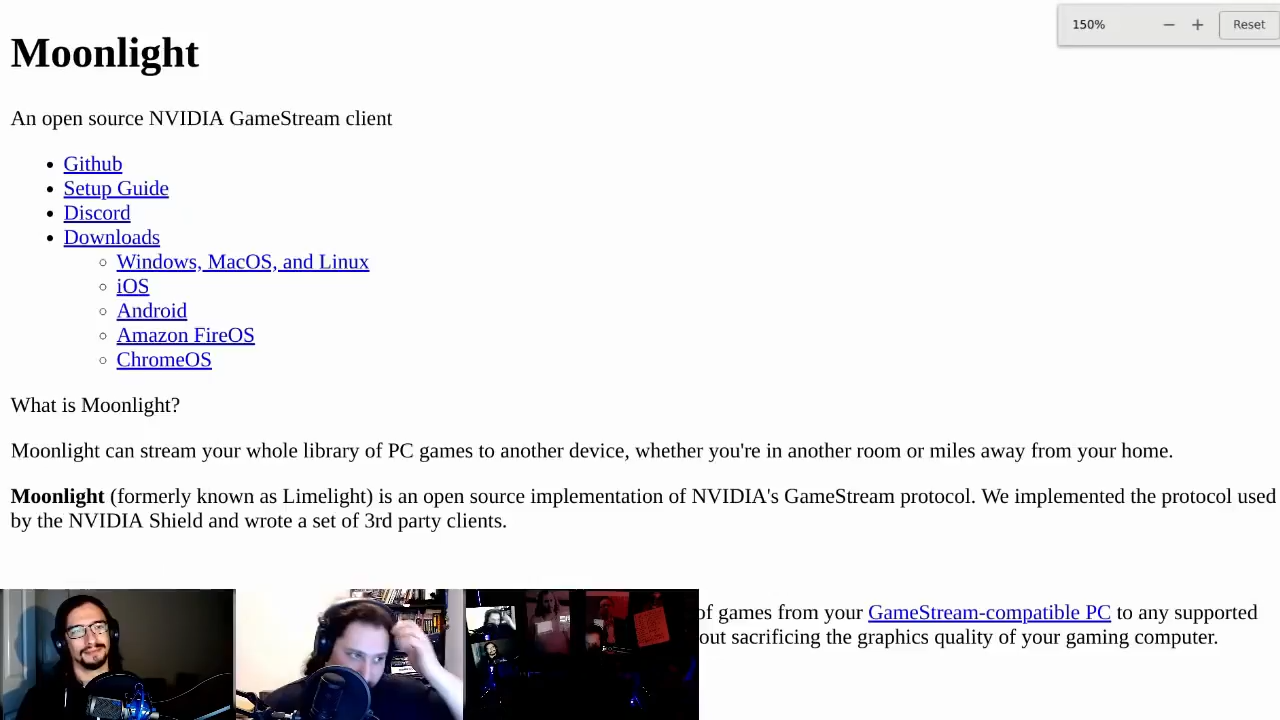 150%
−
+
Reset
Moonlight
An open source NVIDIA GameStream client
Github
Setup Guide
Discord
Downloads
Windows, MacOS, and Linux
iOS
Android
Amazon FireOS
ChromeOS
What is Moonlight?
Moonlight can stream your whole library of PC games to another device, whether you're in another room or miles away from your home.
Moonlight (formerly known as Limelight) is an open source implementation of NVIDIA's GameStream protocol. We implemented the protocol used
by the NVIDIA Shield and wrote a set of 3rd party clients.
of games from your GameStream-compatible PC to any supported
out sacrificing the graphics quality of your gaming computer.